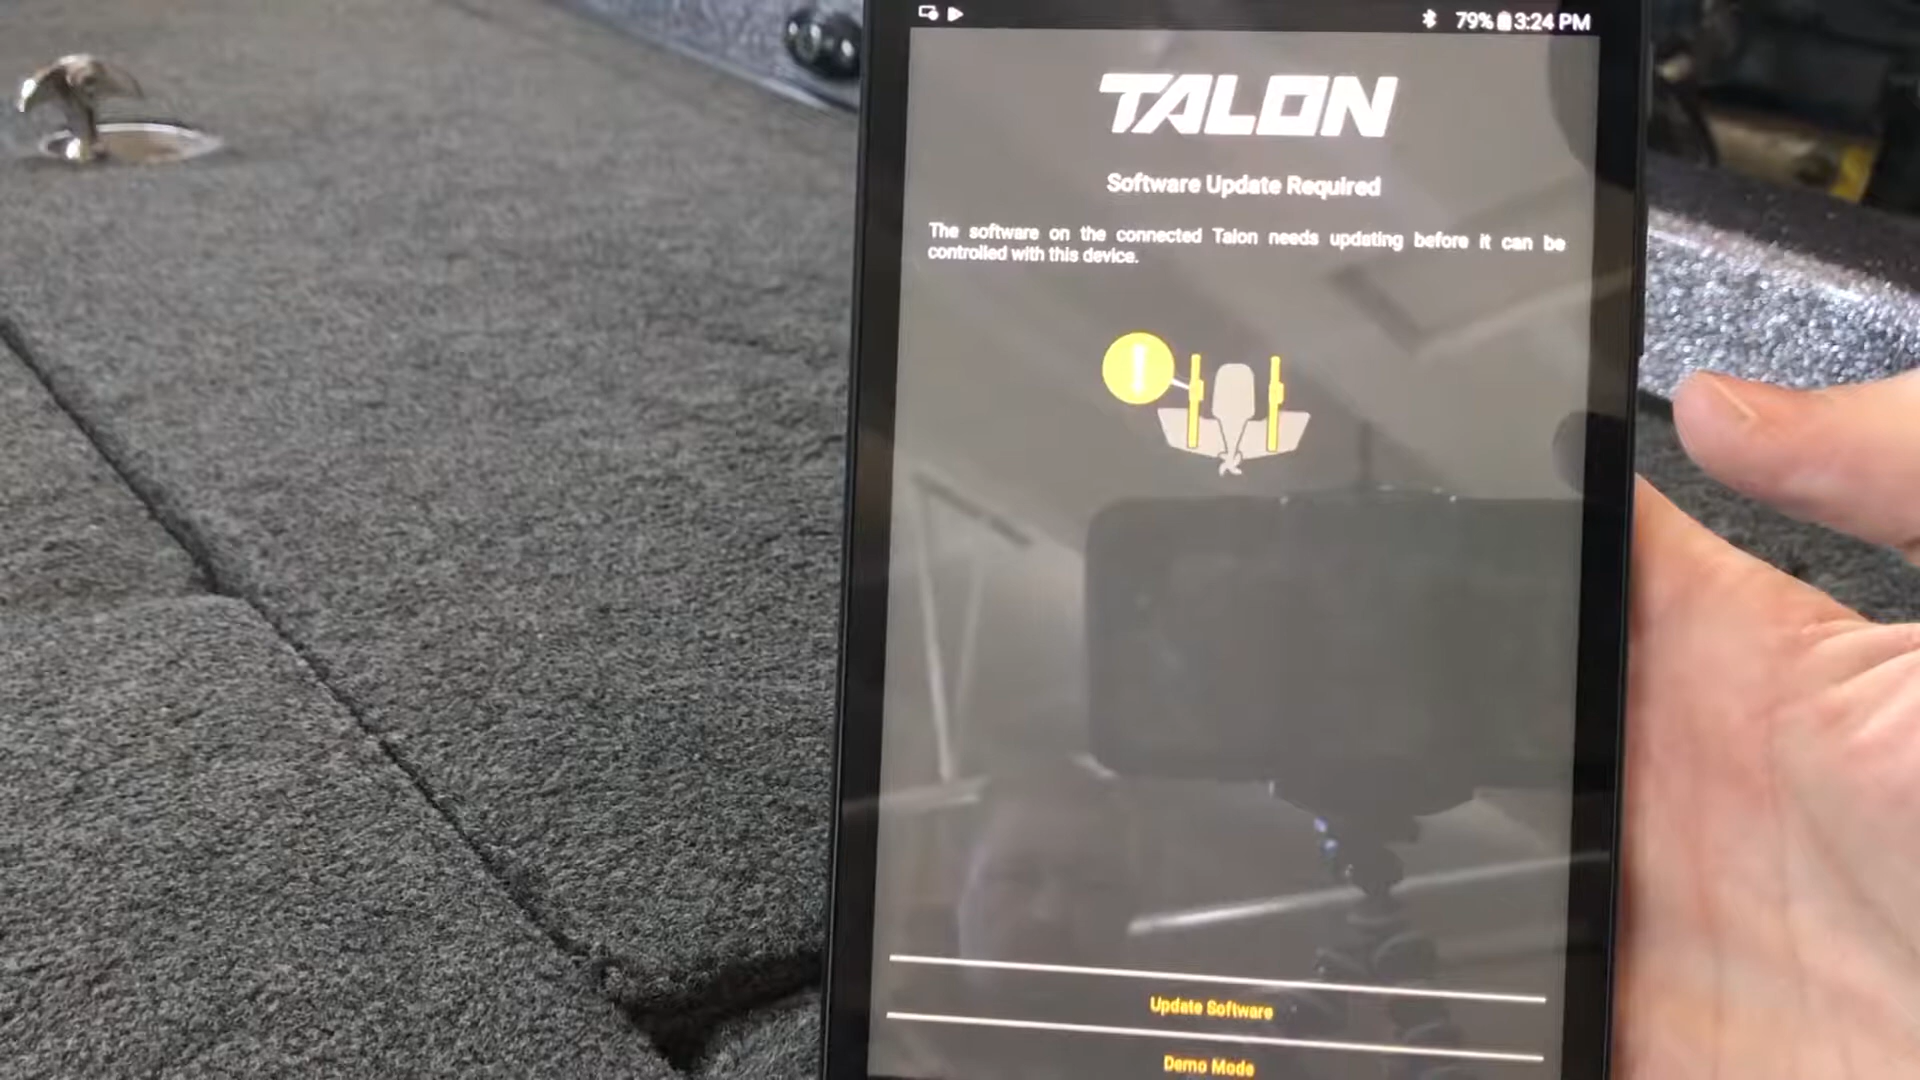 79% 3:24 PM
TALON
Software Update Required
The software on the connected Talon needs updating before it can be
controlled with this device.
Update Software
Demo Mode